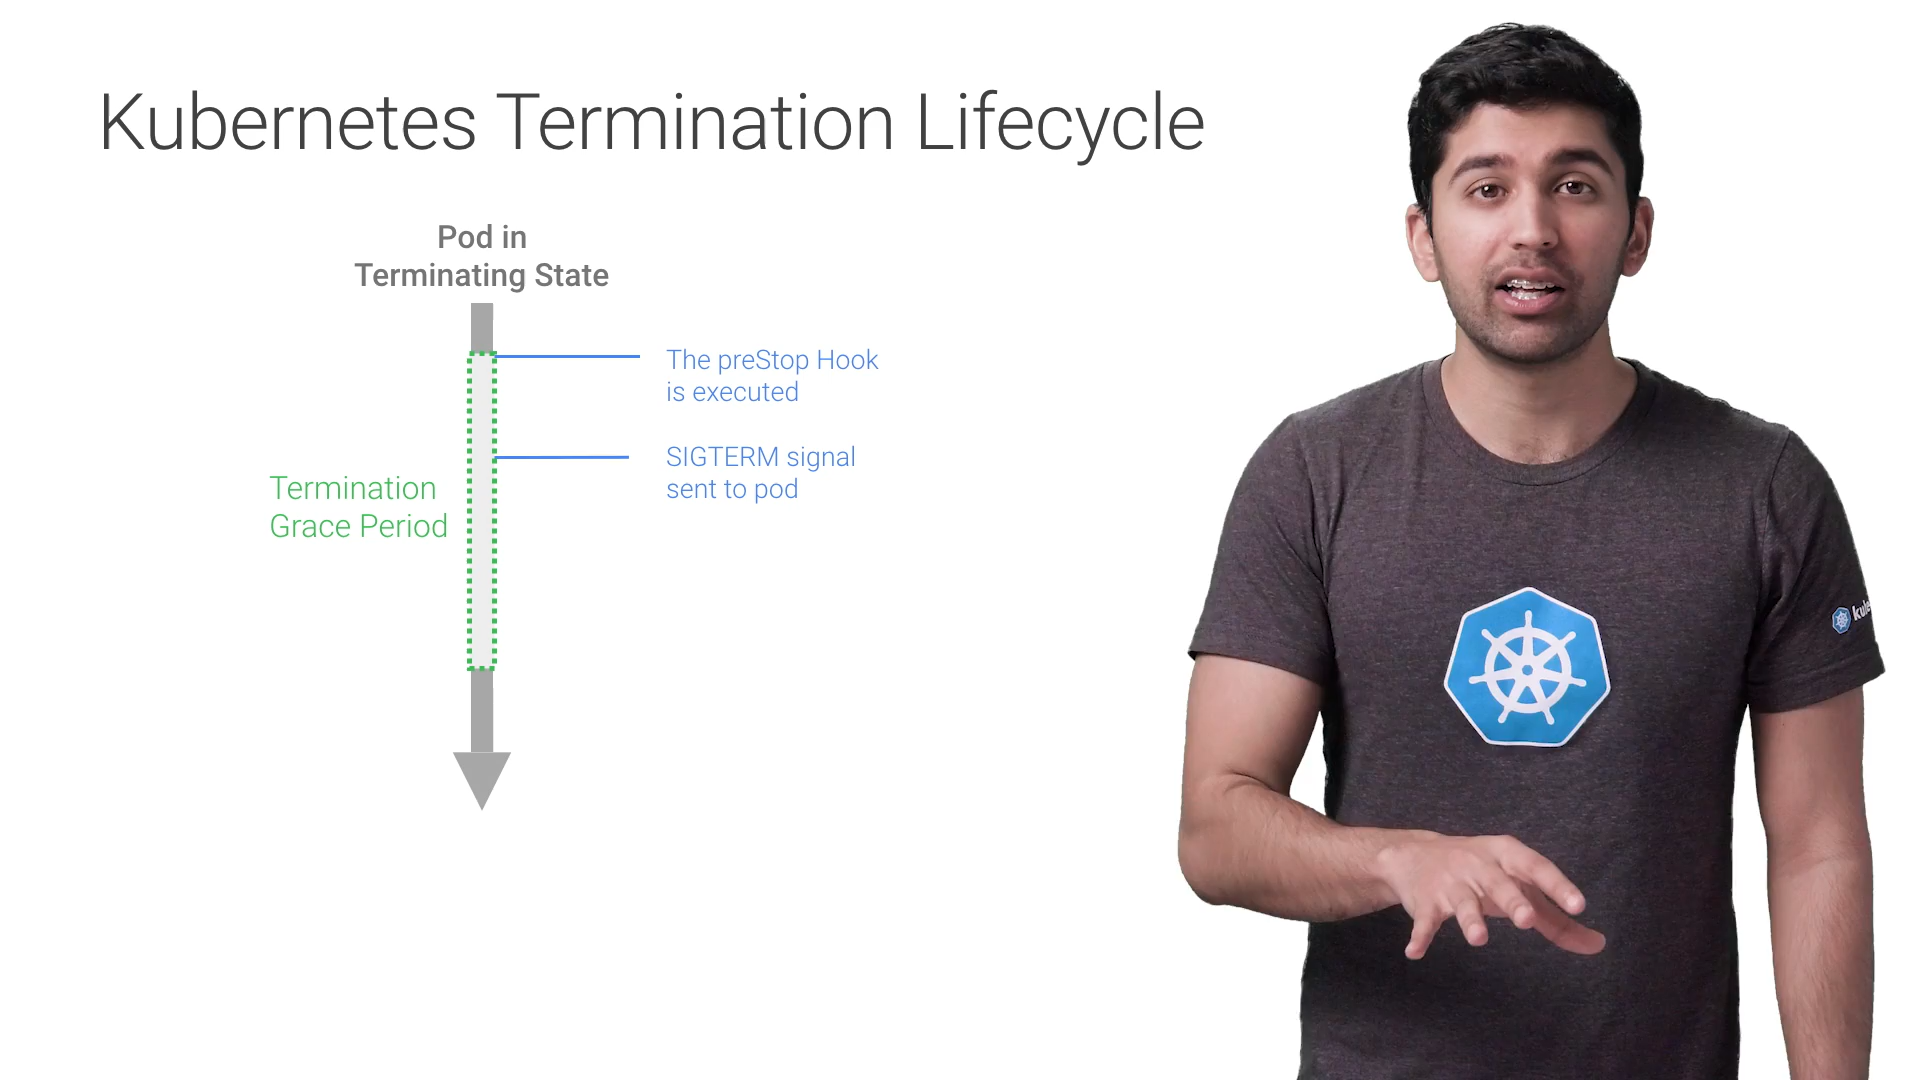 Kubernetes Termination Lifecycle
Pod in
Terminating State
The preStop Hook
is executed
SIGTERM signal
sent to pod
Termination
Grace Period